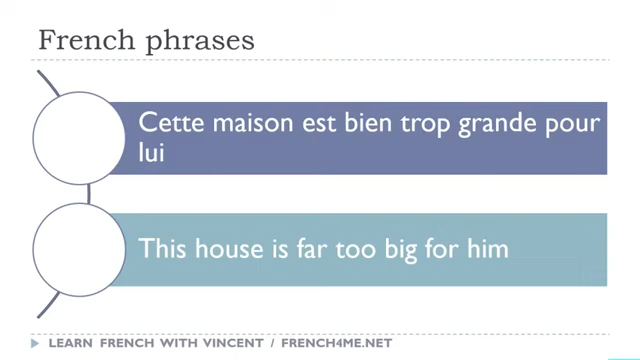 French phrases
Cette maison est bien trop grande pour
lui
This house is far too big for him
LEARN FRENCH WITH VINCENT / FRENCH4ME.NET